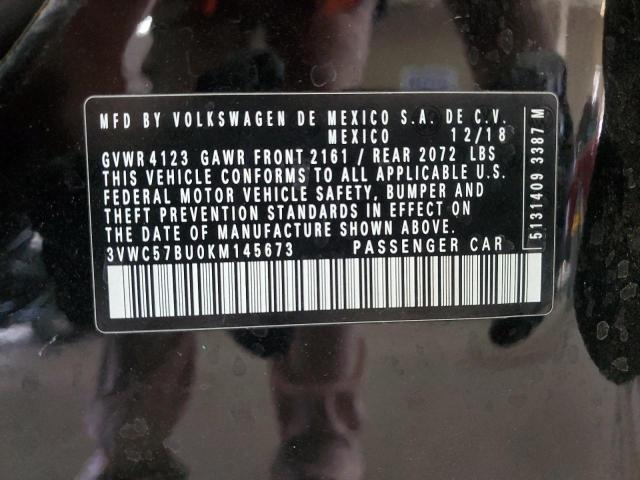 MFD BY VOLKSWAGEN DE MEXICO S.A. DE C.V.
MEXICO 12/18
GVWR 4123 GAWR FRONT 2161 / REAR 2072 LBS
THIS VEHICLE CONFORMS TO ALL APPLICABLE U.S.
FEDERAL MOTOR VEHICLE SAFETY, BUMPER AND
THEFT PREVENTION STANDARDS IN EFFECT ON
THE DATE OF MANUFACTURE SHOWN ABOVE.
3VWC57BU0KM145673 PASSENGER CAR
5131409 3387 M